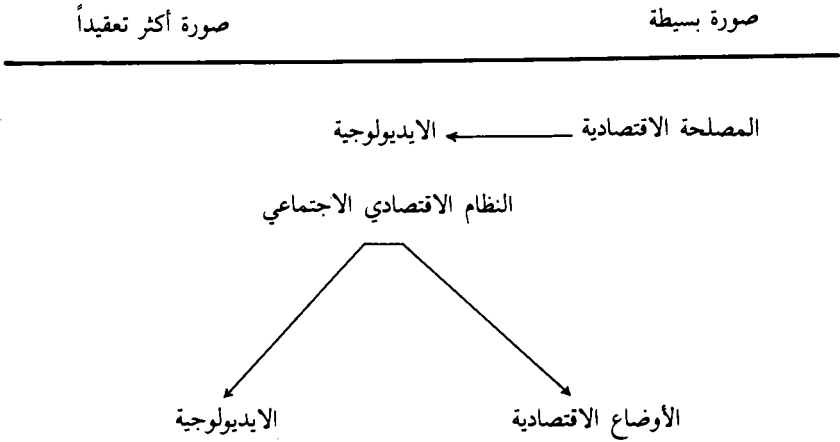 صورة بسيطة صورة أكثر تعقيداً
المصلحة الاقتصادية الايديولوجية
النظام الاقتصادي الاجتماعي
الأوضاع الاقتصادية الايديولوجية